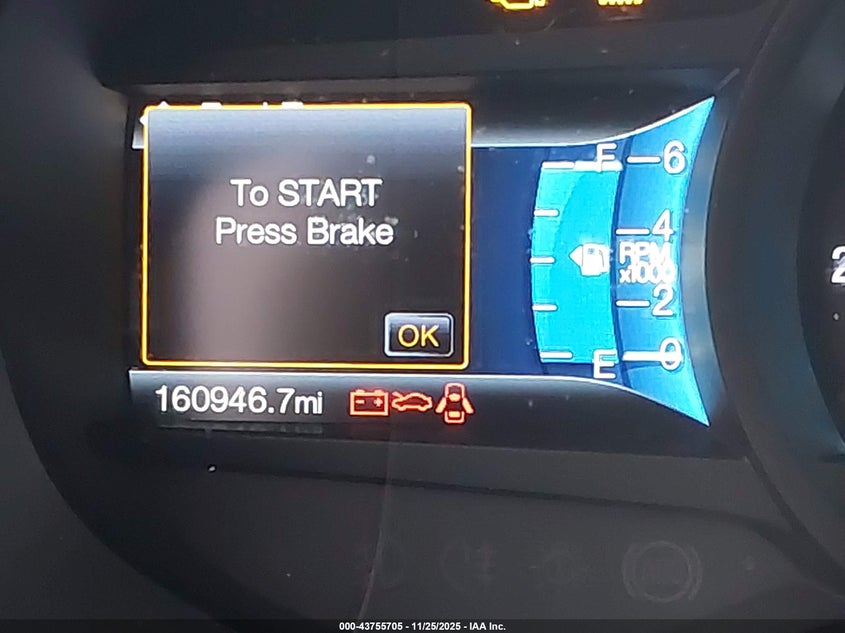 To START
Press Brake
OK
160946.7mi
F
6
4
RPM
x1000
2
0
E
2
000-43755705 - 11/25/2025 - IAA Inc.